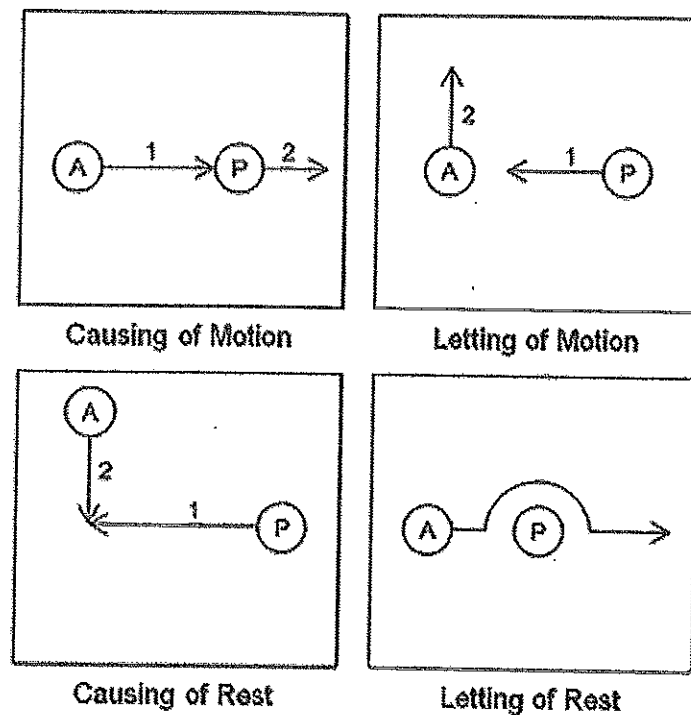 A 1 P 2
2
A 1 P
Causing of Motion
Letting of Motion
A
2
1
P
A P
Causing of Rest
Letting of Rest